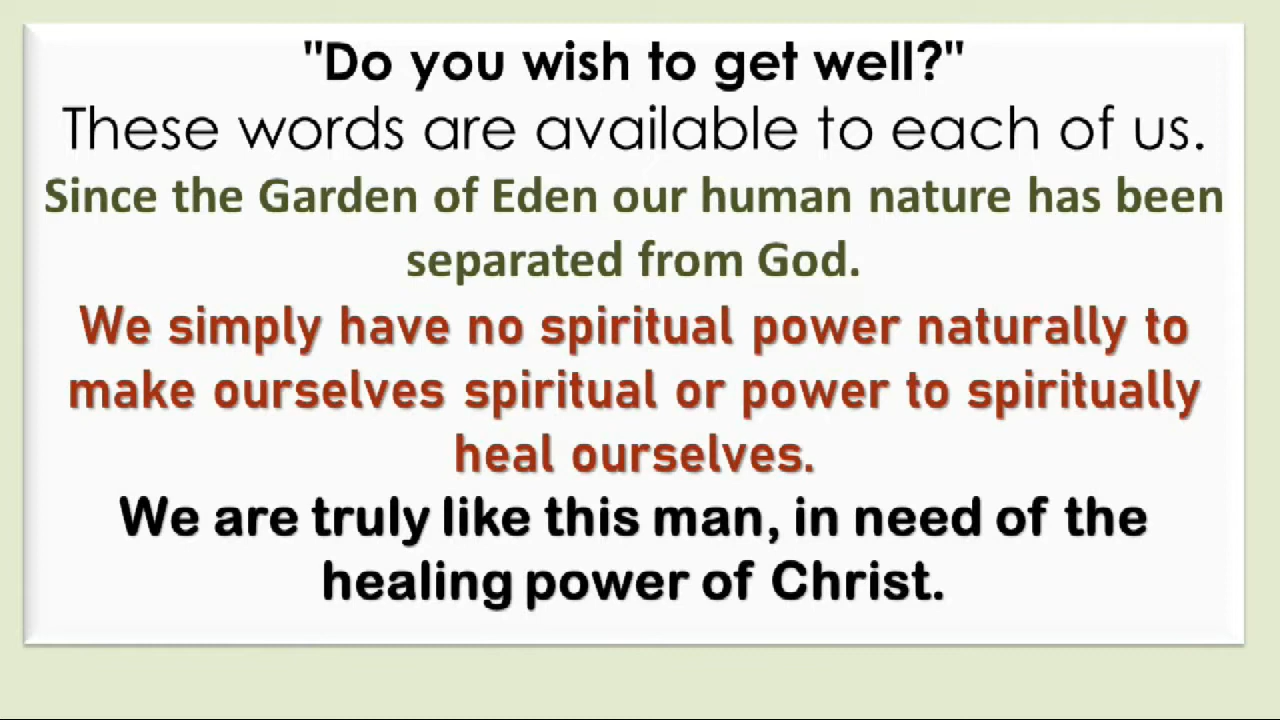 "Do you wish to get well?"
These words are available to each of us.
Since the Garden of Eden our human nature has been
separated from God.
We simply have no spiritual power naturally to
make ourselves spiritual or power to spiritually
heal ourselves.
We are truly like this man, in need of the
healing power of Christ.